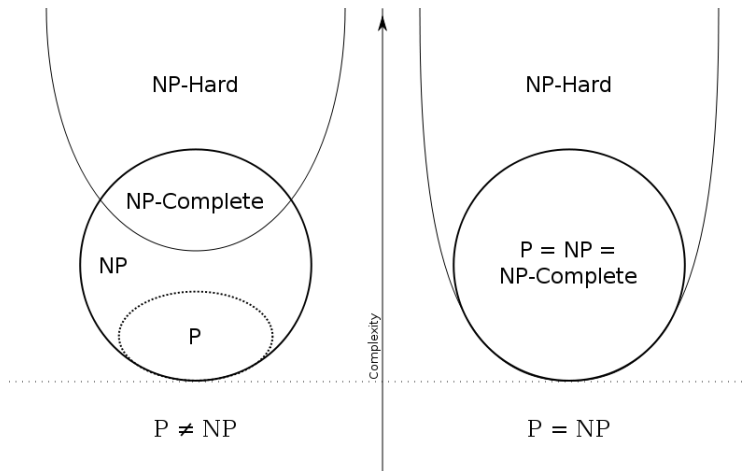 NP-Hard
NP-Complete
NP
P
P ≠ NP
Complexity
NP-Hard
P = NP =
NP-Complete
P = NP